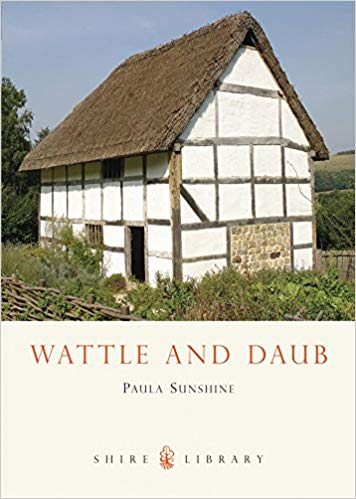 WATTLE AND DAUB
PAULA SUNSHINE
SHIRE LIBRARY